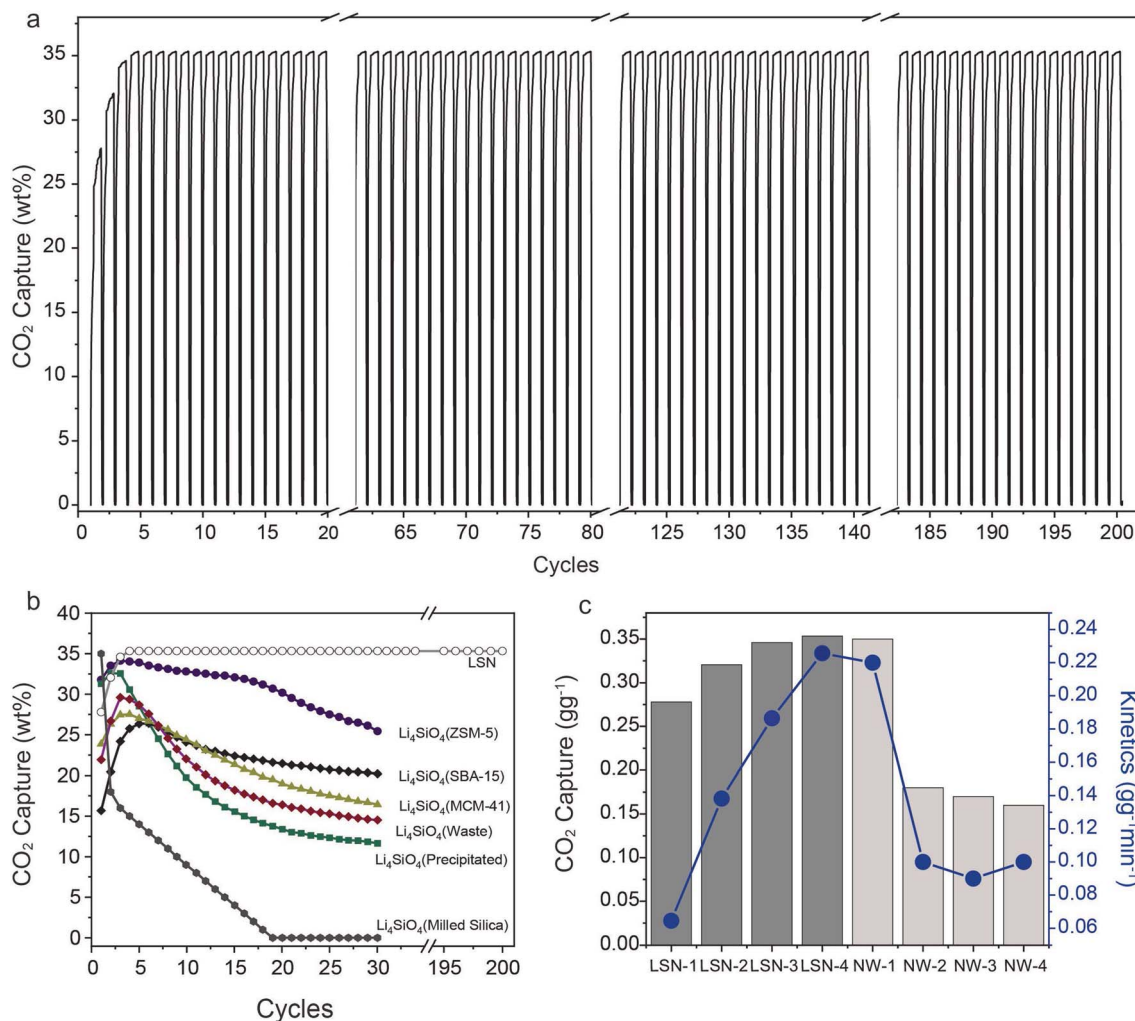 a
CO₂ Capture (wt%)
35
30
25
20
15
10
5
0
0 5 10 15 20 65 70 75 80 125 130 135 140 185 190 195 200
Cycles
b
CO₂ Capture (wt%)
40
35
30
25
20
15
10
5
0
LSN
Li₄SiO₄(ZSM-5)
Li₄SiO₄(SBA-15)
Li₄SiO₄(MCM-41)
Li₄SiO₄(Waste)
Li₄SiO₄(Precipitated)
Li₄SiO₄(Milled Silica)
0 5 10 15 20 25 30 195 200
Cycles
c
CO₂ Capture (gg⁻¹)
0.35
0.30
0.25
0.20
0.15
0.10
0.05
0.00
LSN-1 LSN-2 LSN-3 LSN-4 NW-1 NW-2 NW-3 NW-4
0.24
0.22
0.20
0.18
0.16
0.14
0.12
0.10
0.08
0.06
Kinetics (gg⁻¹min⁻¹)